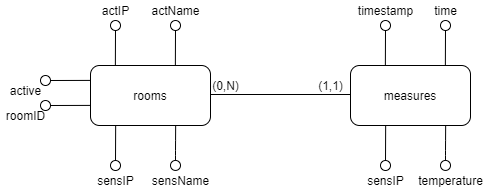 actIP actName timestamp time
active
roomID
rooms (0,N) (1,1) measures
sensIP sensName sensIP temperature